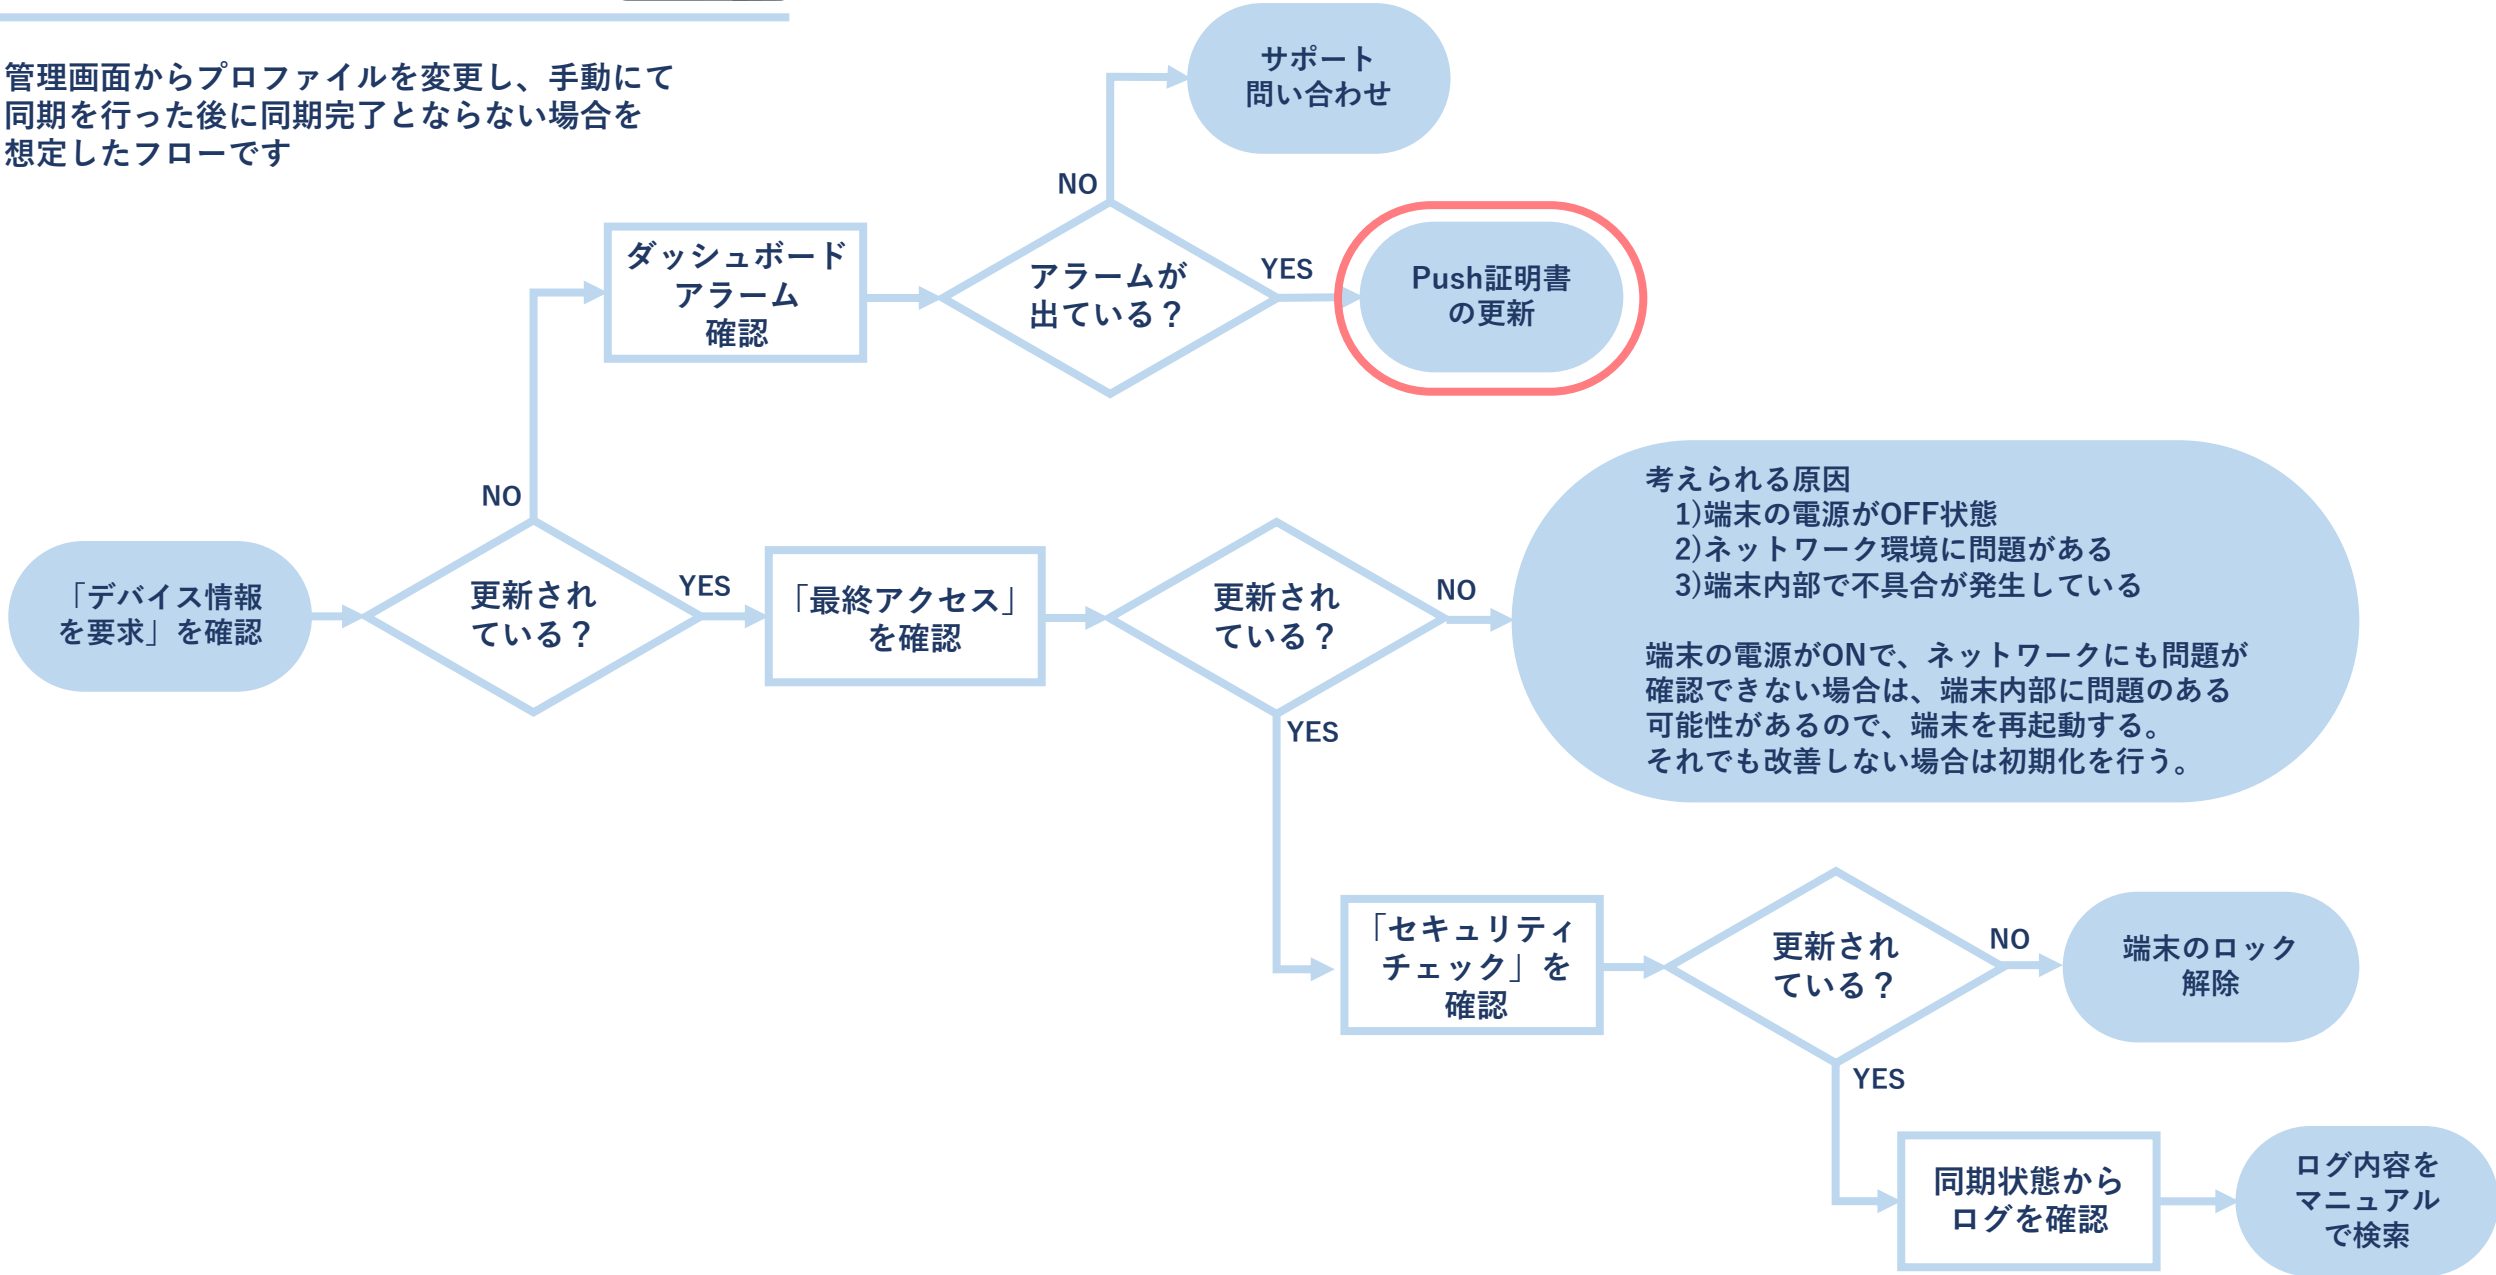 管理画面からプロファイルを変更し、手動にて
同期を行った後に同期完了とならない場合を
想定したフローです
サポート
問い合わせ
NO
ダッシュボード
アラーム
確認
アラームが
出ている？
YES
Push証明書
の更新
NO
「デバイス情報
を要求」を確認
更新され
ている？
YES
「最終アクセス」
を確認
更新され
ている？
NO
考えられる原因
1)端末の電源がOFF状態
2)ネットワーク環境に問題がある
3)端末内部で不具合が発生している
端末の電源がONで、ネットワークにも問題が
確認できない場合は、端末内部に問題のある
可能性があるので、端末を再起動する。
それでも改善しない場合は初期化を行う。
YES
「セキュリティ
チェック」を
確認
更新され
ている？
NO
端末のロック
解除
YES
同期状態から
ログを確認
ログ内容を
マニュアル
で検索